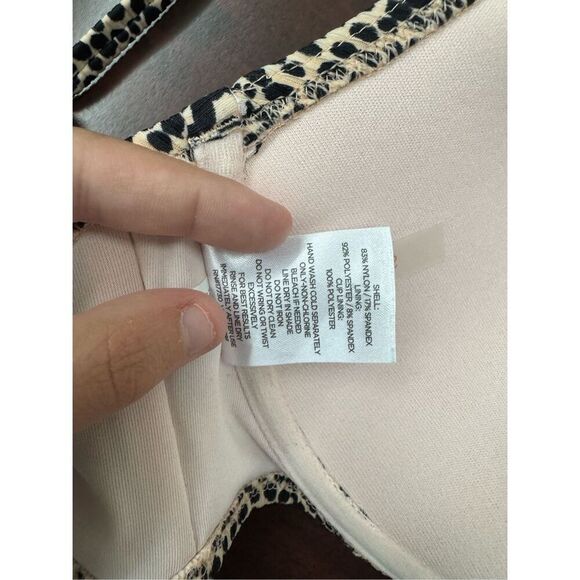 SHELL:
83% NYLON / 17% SPANDEX
LINING:
92% POLYESTER / 8% SPANDEX
CUP LINING:
100% POLYESTER
HAND WASH COLD SEPARATELY
ONLY-NON-CHLORINE
BLEACH IF NEEDED
LINE DRY IN SHADE
DO NOT IRON
DO NOT DRY CLEAN
DO NOT WRING OR TWIST
EXCESSIVELY
FOR BEST RESULTS
RINSE AND LINE DRY
IMMEDIATELY AFTER USE